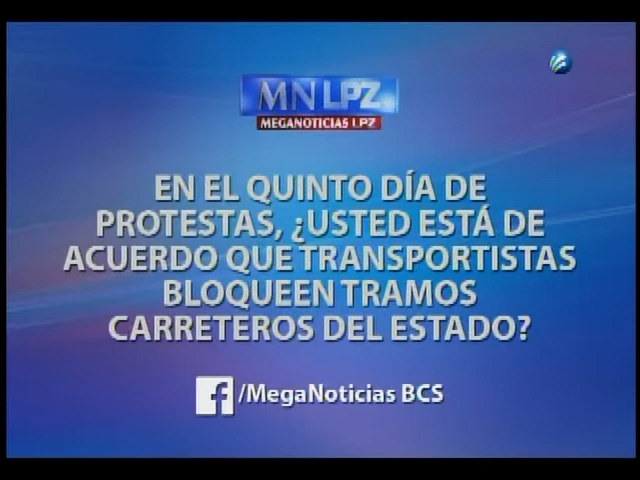 MN LPZ
MEGANOTICIAS LPZ
EN EL QUINTO DÍA DE
PROTESTAS, ¿USTED ESTÁ DE
ACUERDO QUE TRANSPORTISTAS
BLOQUEEN TRAMOS
CARRETEROS DEL ESTADO?
f/MegaNoticias BCS